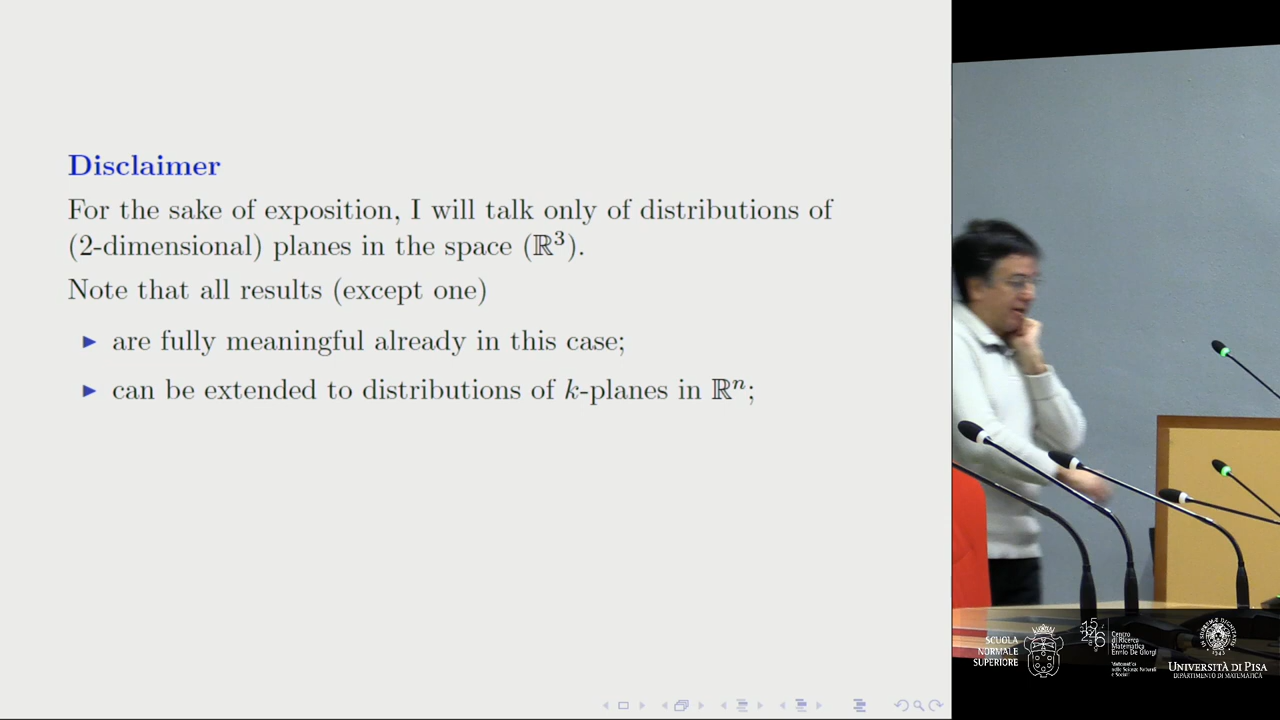 Disclaimer
For the sake of exposition, I will talk only of distributions of
(2-dimensional) planes in the space (ℝ³).
Note that all results (except one)
▶ are fully meaningful already in this case;
▶ can be extended to distributions of k-planes in ℝⁿ;
SCUOLA
NORMALE
SUPERIORE
Centro
di Ricerca
Matematica
Ennio De Giorgi
UNIVERSITÀ DI PISA
DIPARTIMENTO DI MATEMATICA